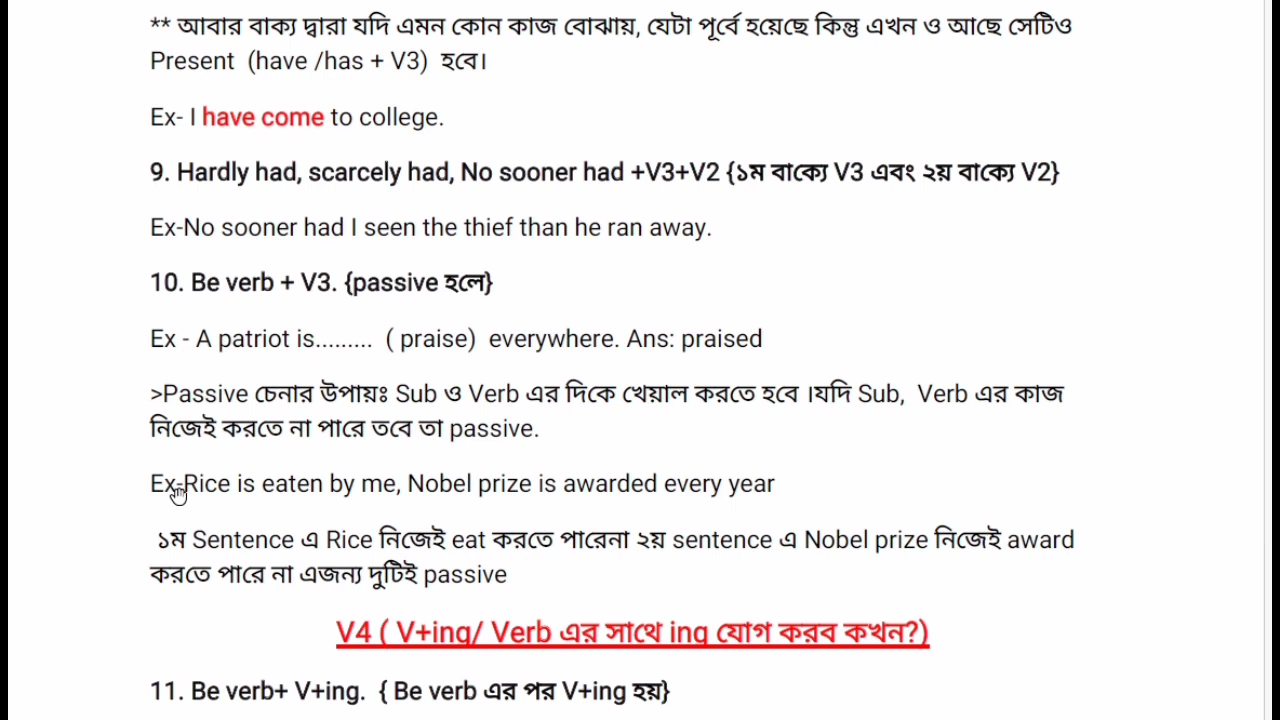 ** আবার বাক্য দ্বারা যদি এমন কোন কাজ বোঝায়, যেটা পূর্বে হয়েছে কিন্তু এখন ও আছে সেটিও
Present (have /has + V3) হবে।
Ex- I have come to college.
9. Hardly had, scarcely had, No sooner had +V3+V2 {১ম বাক্যে V3 এবং ২য় বাক্যে V2}
Ex-No sooner had I seen the thief than he ran away.
10. Be verb + V3. {passive হলে}
Ex - A patriot is......... ( praise) everywhere. Ans: praised
>Passive চেনার উপায়ঃ Sub ও Verb এর দিকে খেয়াল করতে হবে ।যদি Sub, Verb এর কাজ
নিজেই করতে না পারে তবে তা passive.
Ex-Rice is eaten by me, Nobel prize is awarded every year
১ম Sentence এ Rice নিজেই eat করতে পারেনা ২য় sentence এ Nobel prize নিজেই award
করতে পারে না এজন্য দুটিই passive
V4 ( V+ing/ Verb এর সাথে ing যোগ করব কখন?)
11. Be verb+ V+ing. { Be verb এর পর V+ing হয়}